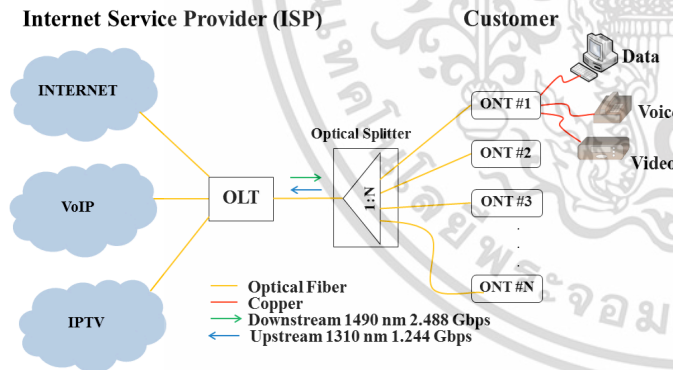 Internet Service Provider (ISP)
Customer
INTERNET
VoIP
IPTV
OLT
Optical Splitter
1:N
ONT #1
ONT #2
ONT #3
.
.
.
ONT #N
Data
Voice
Video
Optical Fiber
Copper
Downstream 1490 nm 2.488 Gbps
Upstream 1310 nm 1.244 Gbps